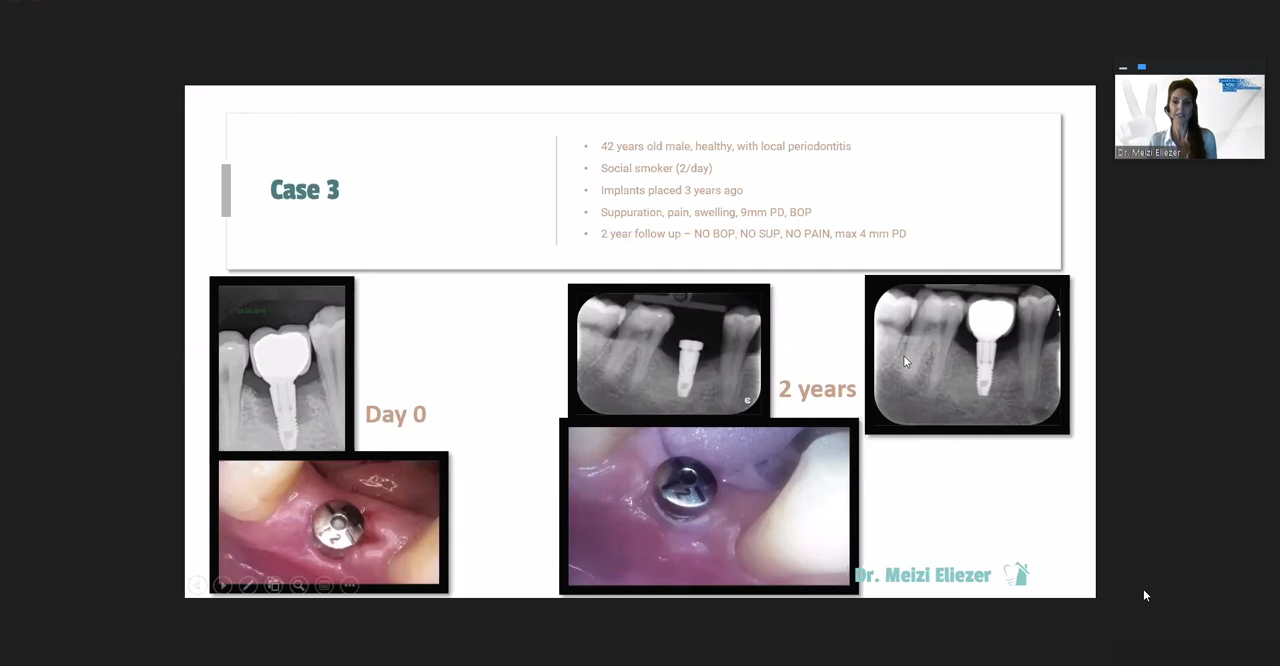 Case 3
• 42 years old male, healthy, with local periodontitis
• Social smoker (2/day)
• Implants placed 3 years ago
• Suppuration, pain, swelling, 9mm PD, BOP
• 2 year follow up – NO BOP, NO SUP, NO PAIN, max 4 mm PD
Day 0
2 years
Dr. Meizi Eliezer
Dr. Meizi Eliezer